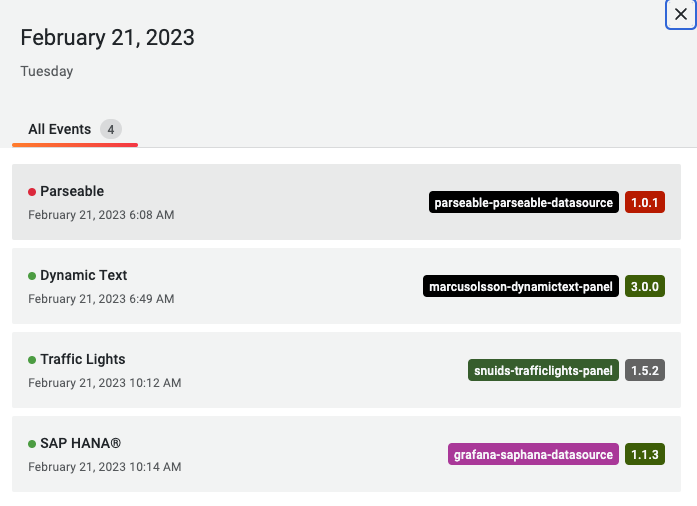 February 21, 2023
Tuesday
All Events 4
Parseable
February 21, 2023 6:08 AM
parseable-parseable-datasource 1.0.1
Dynamic Text
February 21, 2023 6:49 AM
marcusolsson-dynamictext-panel 3.0.0
Traffic Lights
February 21, 2023 10:12 AM
snuids-trafficlights-panel 1.5.2
SAP HANA®
February 21, 2023 10:14 AM
grafana-saphana-datasource 1.1.3